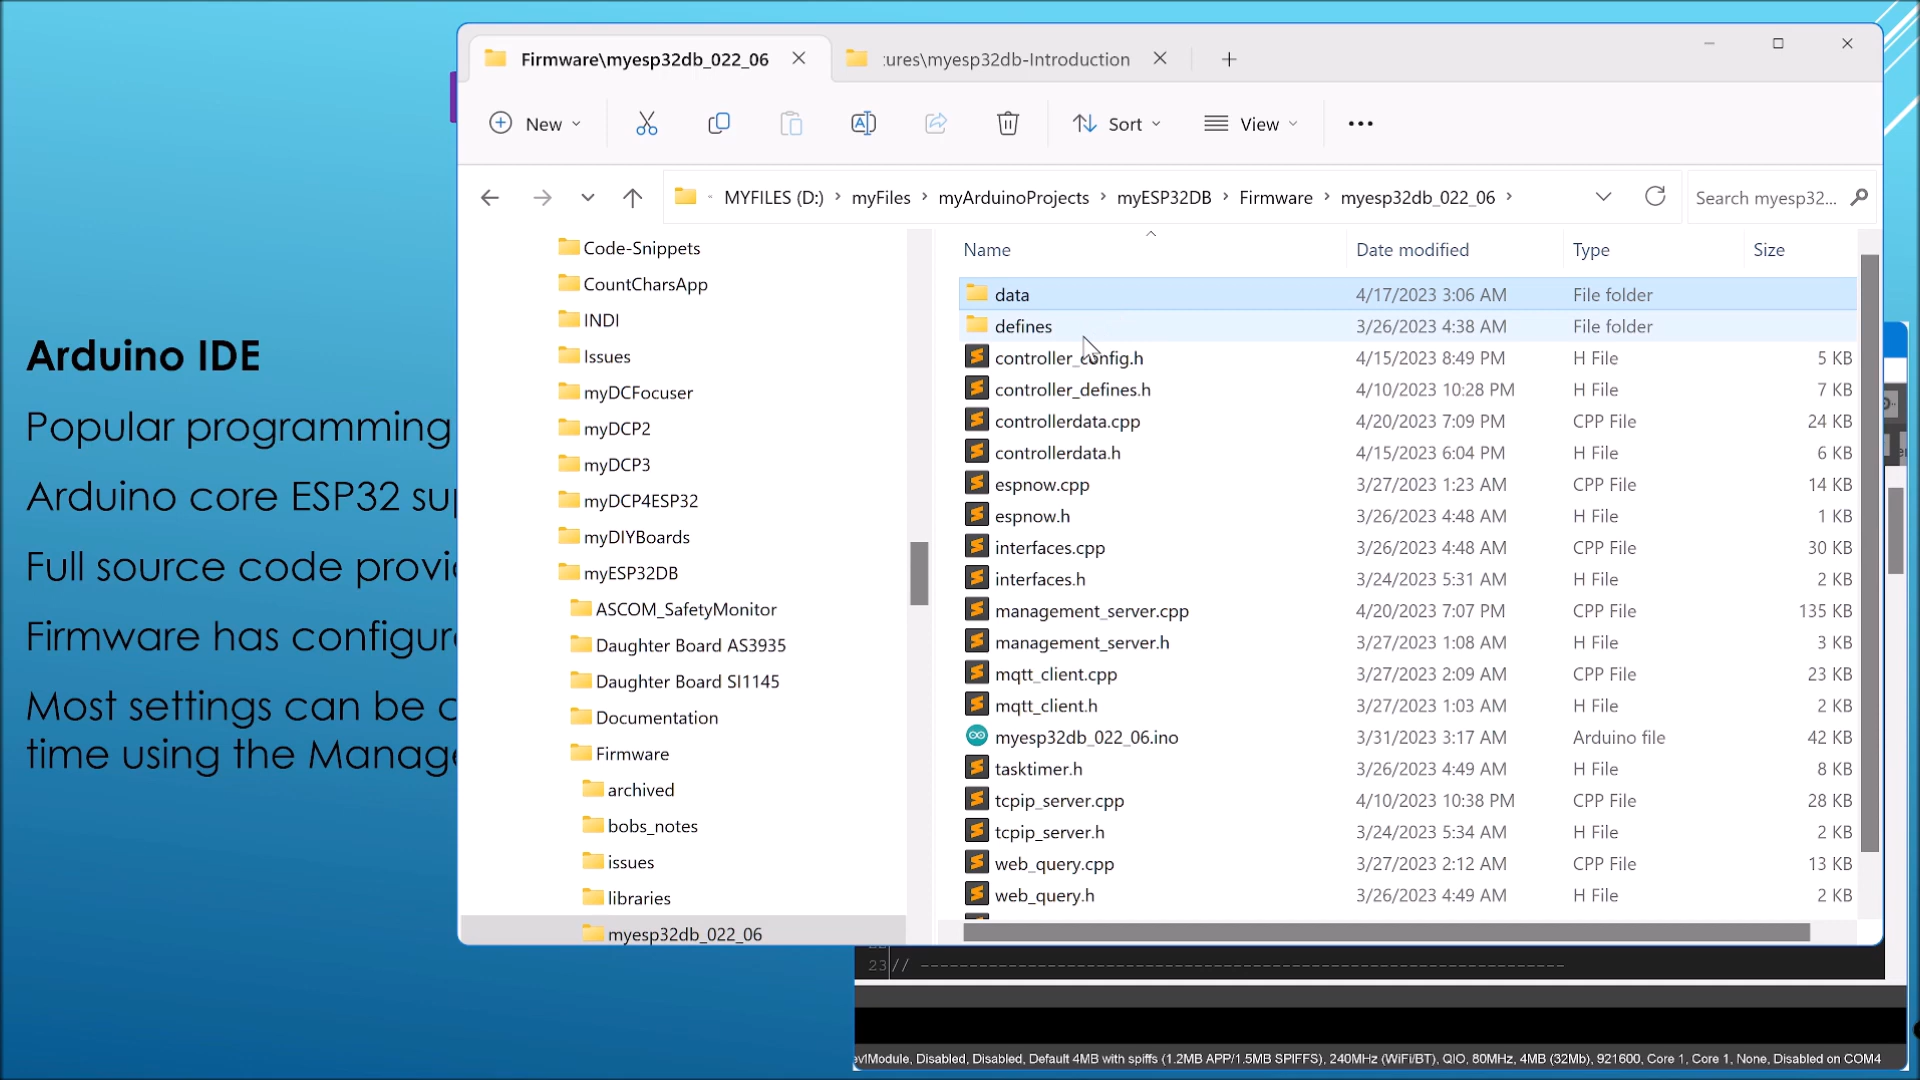 Firmware\myesp32db_022_06
ures\myesp32db-Introduction
New
Sort
View
MYFILES (D:) > myFiles > myArduinoProjects > myESP32DB > Firmware > myesp32db_022_06 >
Search myesp32...
Code-Snippets
CountCharsApp
INDI
Issues
myDCFocuser
myDCP2
myDCP3
myDCP4ESP32
myDIYBoards
myESP32DB
ASCOM_SafetyMonitor
Daughter Board AS3935
Daughter Board SI1145
Documentation
Firmware
archived
bobs_notes
issues
libraries
myesp32db_022_06
Name Date modified Type Size
data 4/17/2023 3:06 AM File folder
defines 3/26/2023 4:38 AM File folder
controller_config.h 4/15/2023 8:49 PM H File 5 KB
controller_defines.h 4/10/2023 10:28 PM H File 7 KB
controllerdata.cpp 4/20/2023 7:09 PM CPP File 24 KB
controllerdata.h 4/15/2023 6:04 PM H File 6 KB
espnow.cpp 3/27/2023 1:23 AM CPP File 14 KB
espnow.h 3/26/2023 4:48 AM H File 1 KB
interfaces.cpp 3/26/2023 4:48 AM CPP File 30 KB
interfaces.h 3/24/2023 5:31 AM H File 2 KB
management_server.cpp 4/20/2023 7:07 PM CPP File 135 KB
management_server.h 3/27/2023 1:08 AM H File 3 KB
mqtt_client.cpp 3/27/2023 2:09 AM CPP File 23 KB
mqtt_client.h 3/27/2023 1:03 AM H File 2 KB
myesp32db_022_06.ino 3/31/2023 3:17 AM Arduino file 42 KB
tasktimer.h 3/26/2023 4:49 AM H File 8 KB
tcpip_server.cpp 4/10/2023 10:38 PM CPP File 28 KB
tcpip_server.h 3/24/2023 5:34 AM H File 2 KB
web_query.cpp 3/27/2023 2:12 AM CPP File 13 KB
web_query.h 3/26/2023 4:49 AM H File 2 KB
Arduino IDE
Popular programming
Arduino core ESP32 su
Full source code provi
Firmware has configur
Most settings can be
time using the Manag
23 // ------------------------------------------------------------------
ev!Module, Disabled, Disabled, Default 4MB with spiffs (1.2MB APP/1.5MB SPIFFS), 240MHz (WiFi/BT), QIO, 80MHz, 4MB (32Mb), 921600, Core 1, Core 1, None, Disabled on COM4